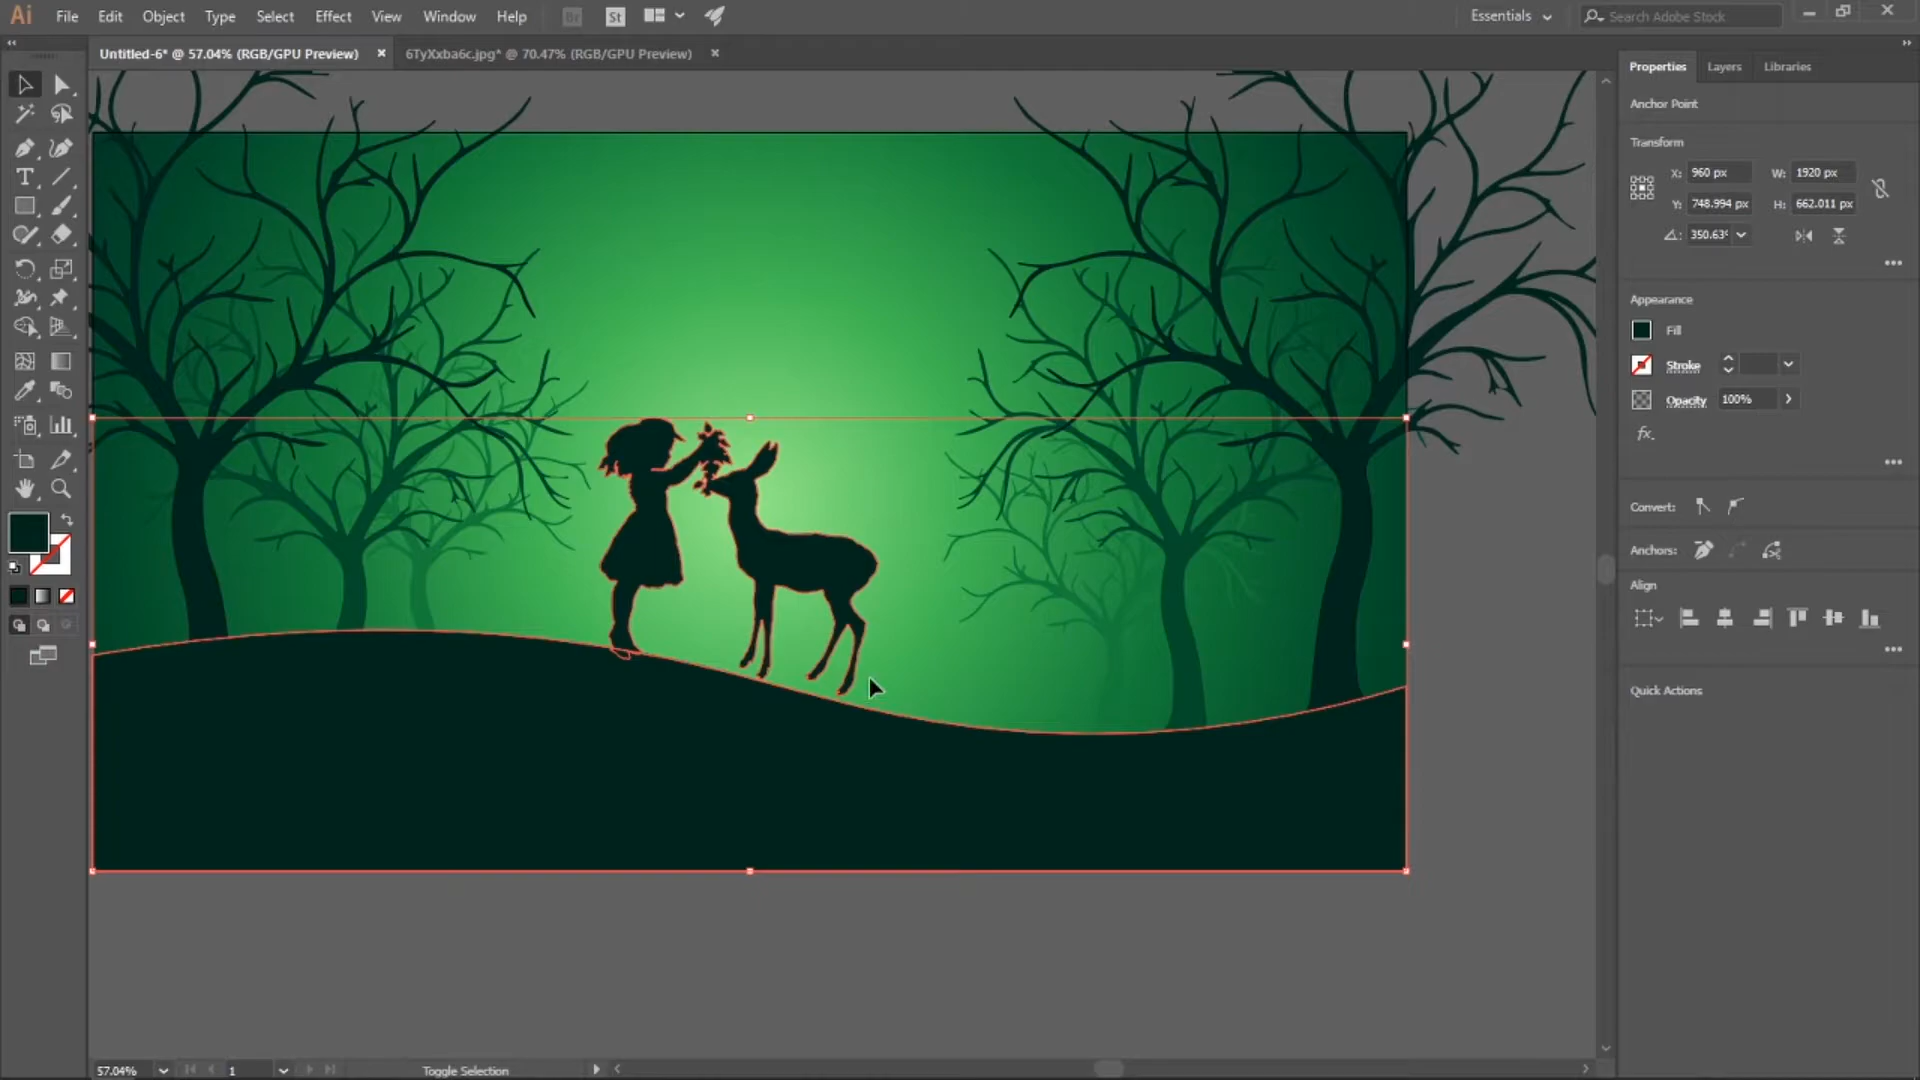 Ai File Edit Object Type Select Effect View Window Help Br St Essentials Search Adobe Stock
Untitled-6* @ 57.04% (RGB/GPU Preview) × 6TyXxba6c.jpg* @ 70.47% (RGB/GPU Preview) ×
Properties Layers Libraries
Anchor Point
Transform
X: 960 px W: 1920 px
Y: 748.994 px H: 662.011 px
350.63°
Appearance
Fill
Stroke
Opacity 100%
fx.
Convert:
Anchors:
Align
Quick Actions
57.04% 1 Toggle Selection